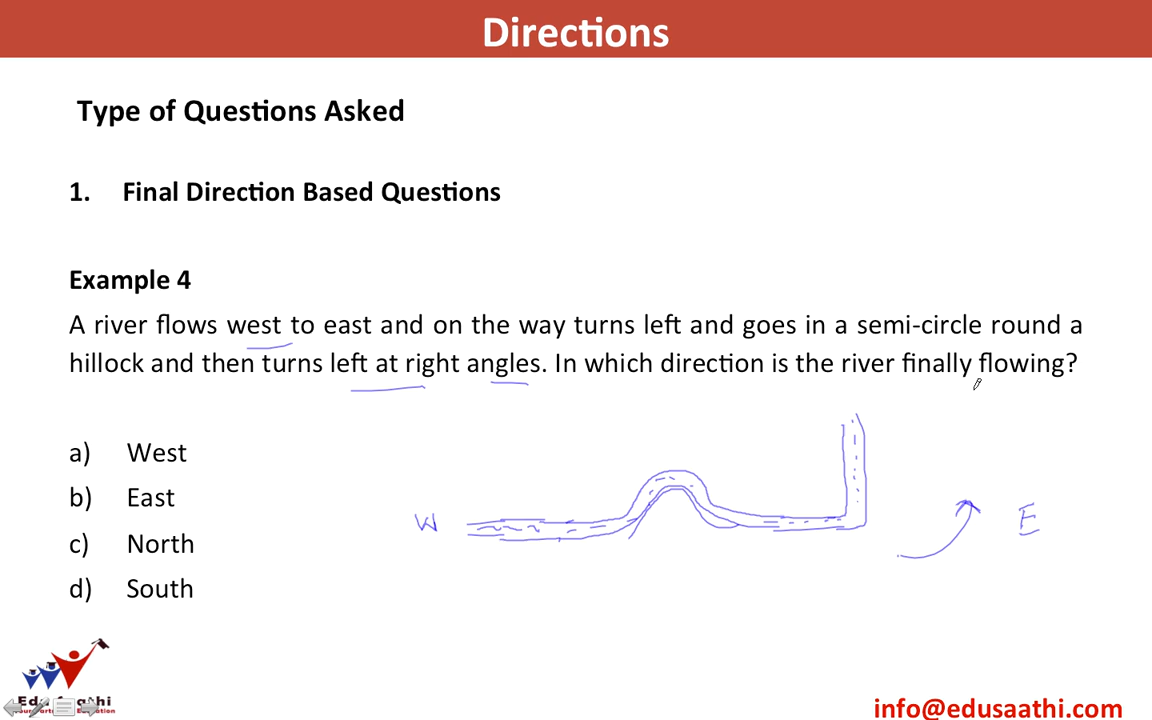 Directions
Type of Questions Asked
1. Final Direction Based Questions
Example 4
A river flows west to east and on the way turns left and goes in a semi-circle round a
hillock and then turns left at right angles. In which direction is the river finally flowing?
a) West
b) East
c) North
d) South
W
E
info@edusaathi.com